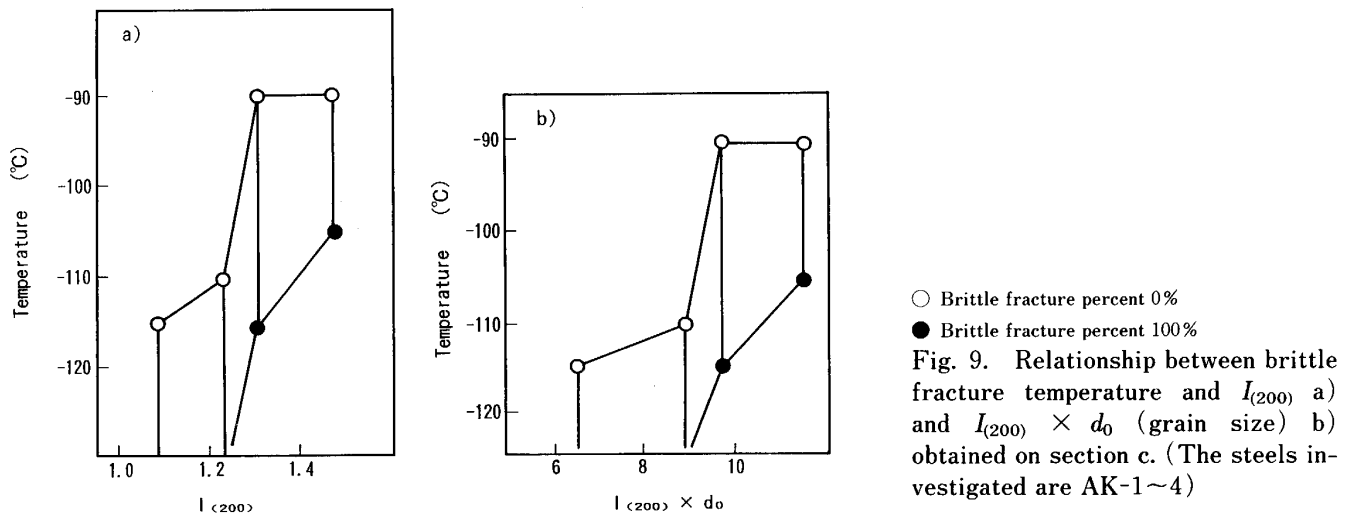 a)
-90
-100
-110
-120
Temperature (°C)
1.0 1.2 1.4
I (200)
b)
-90
-100
-110
-120
Temperature (°C)
6 8 10
I (200) × d₀
○ Brittle fracture percent 0%
● Brittle fracture percent 100%
Fig. 9. Relationship between brittle
fracture temperature and I(200) a)
and I(200) × d₀ (grain size) b)
obtained on section c. (The steels in-
vestigated are AK-1~4)